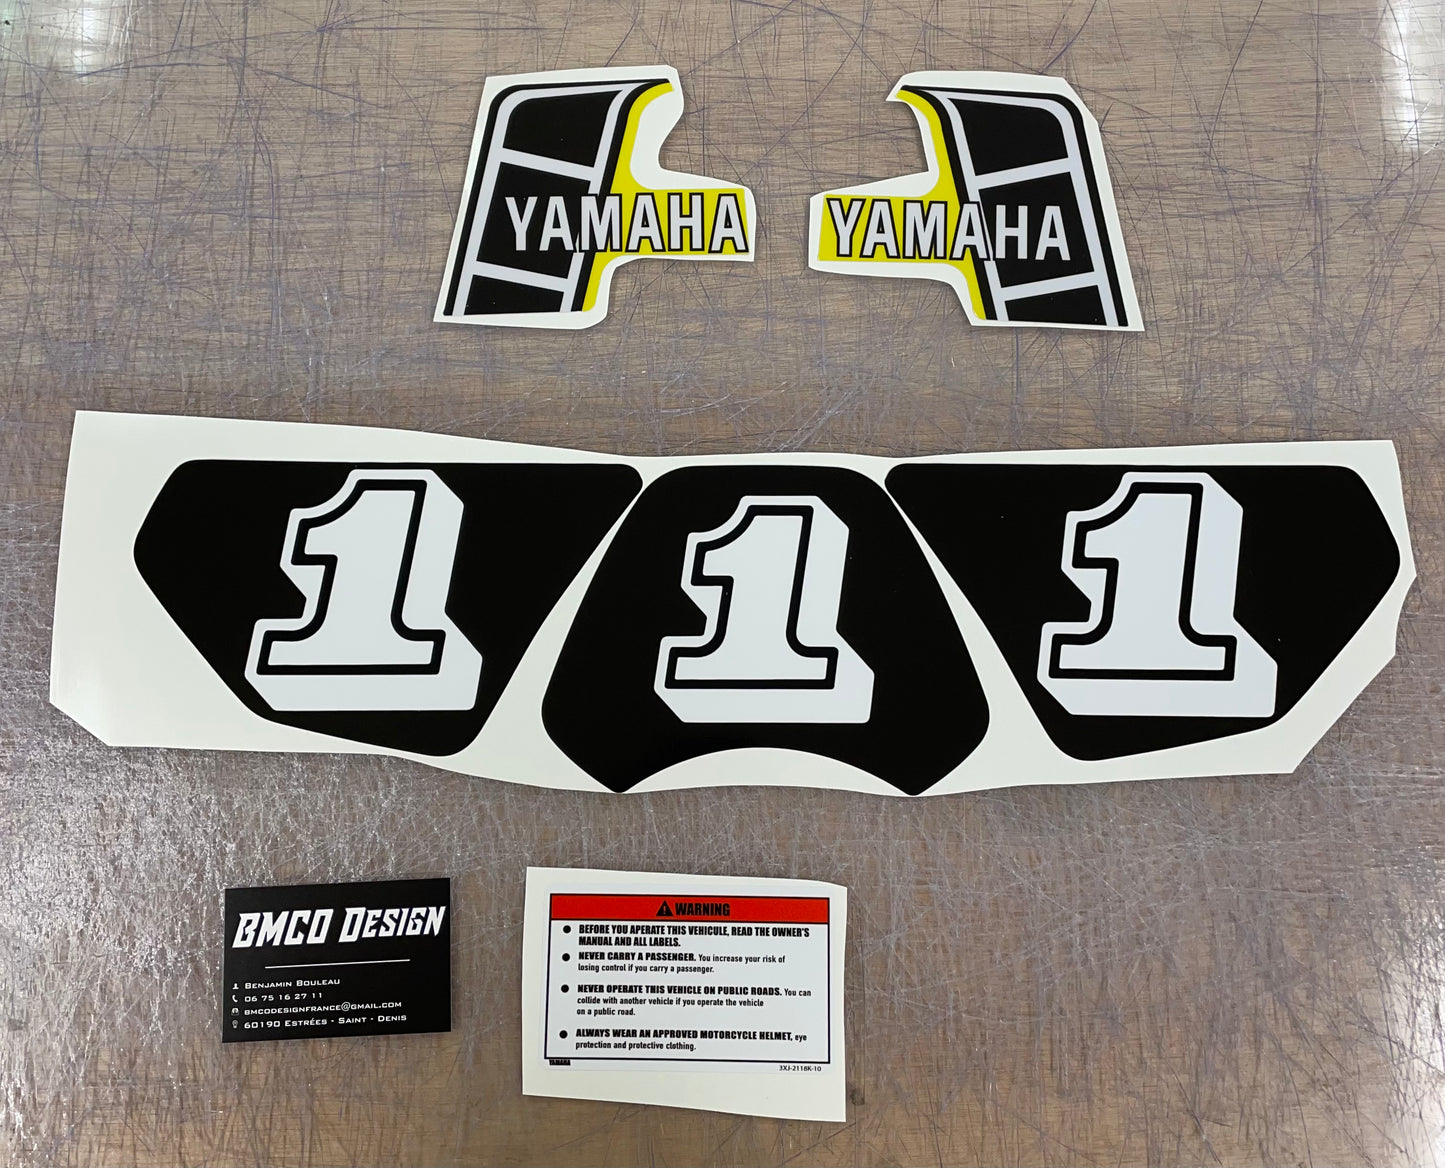 YAMAHA
YAMAHA
1
1
1
BMCO DESIGN
BENJAMIN BOULEAU
06 75 16 27 11
BMCODESIGNFRANCE@GMAIL.COM
60190 ESTRÉES - SAINT - DENIS
WARNING
● BEFORE YOU APERATE THIS VEHICULE, READ THE OWNER'S
MANUAL AND ALL LABELS.
● NEVER CARRY A PASSENGER. You increase your risk of
losing control if you carry a passenger.
● NEVER OPERATE THIS VEHICLE ON PUBLIC ROADS. You can
collide with another vehicle if you operate the vehicle
on a public road.
● ALWAYS WEAR AN APPROVED MOTORCYCLE HELMET, eye
protection and protective clothing.
YAMAHA
3XJ-2118K-10